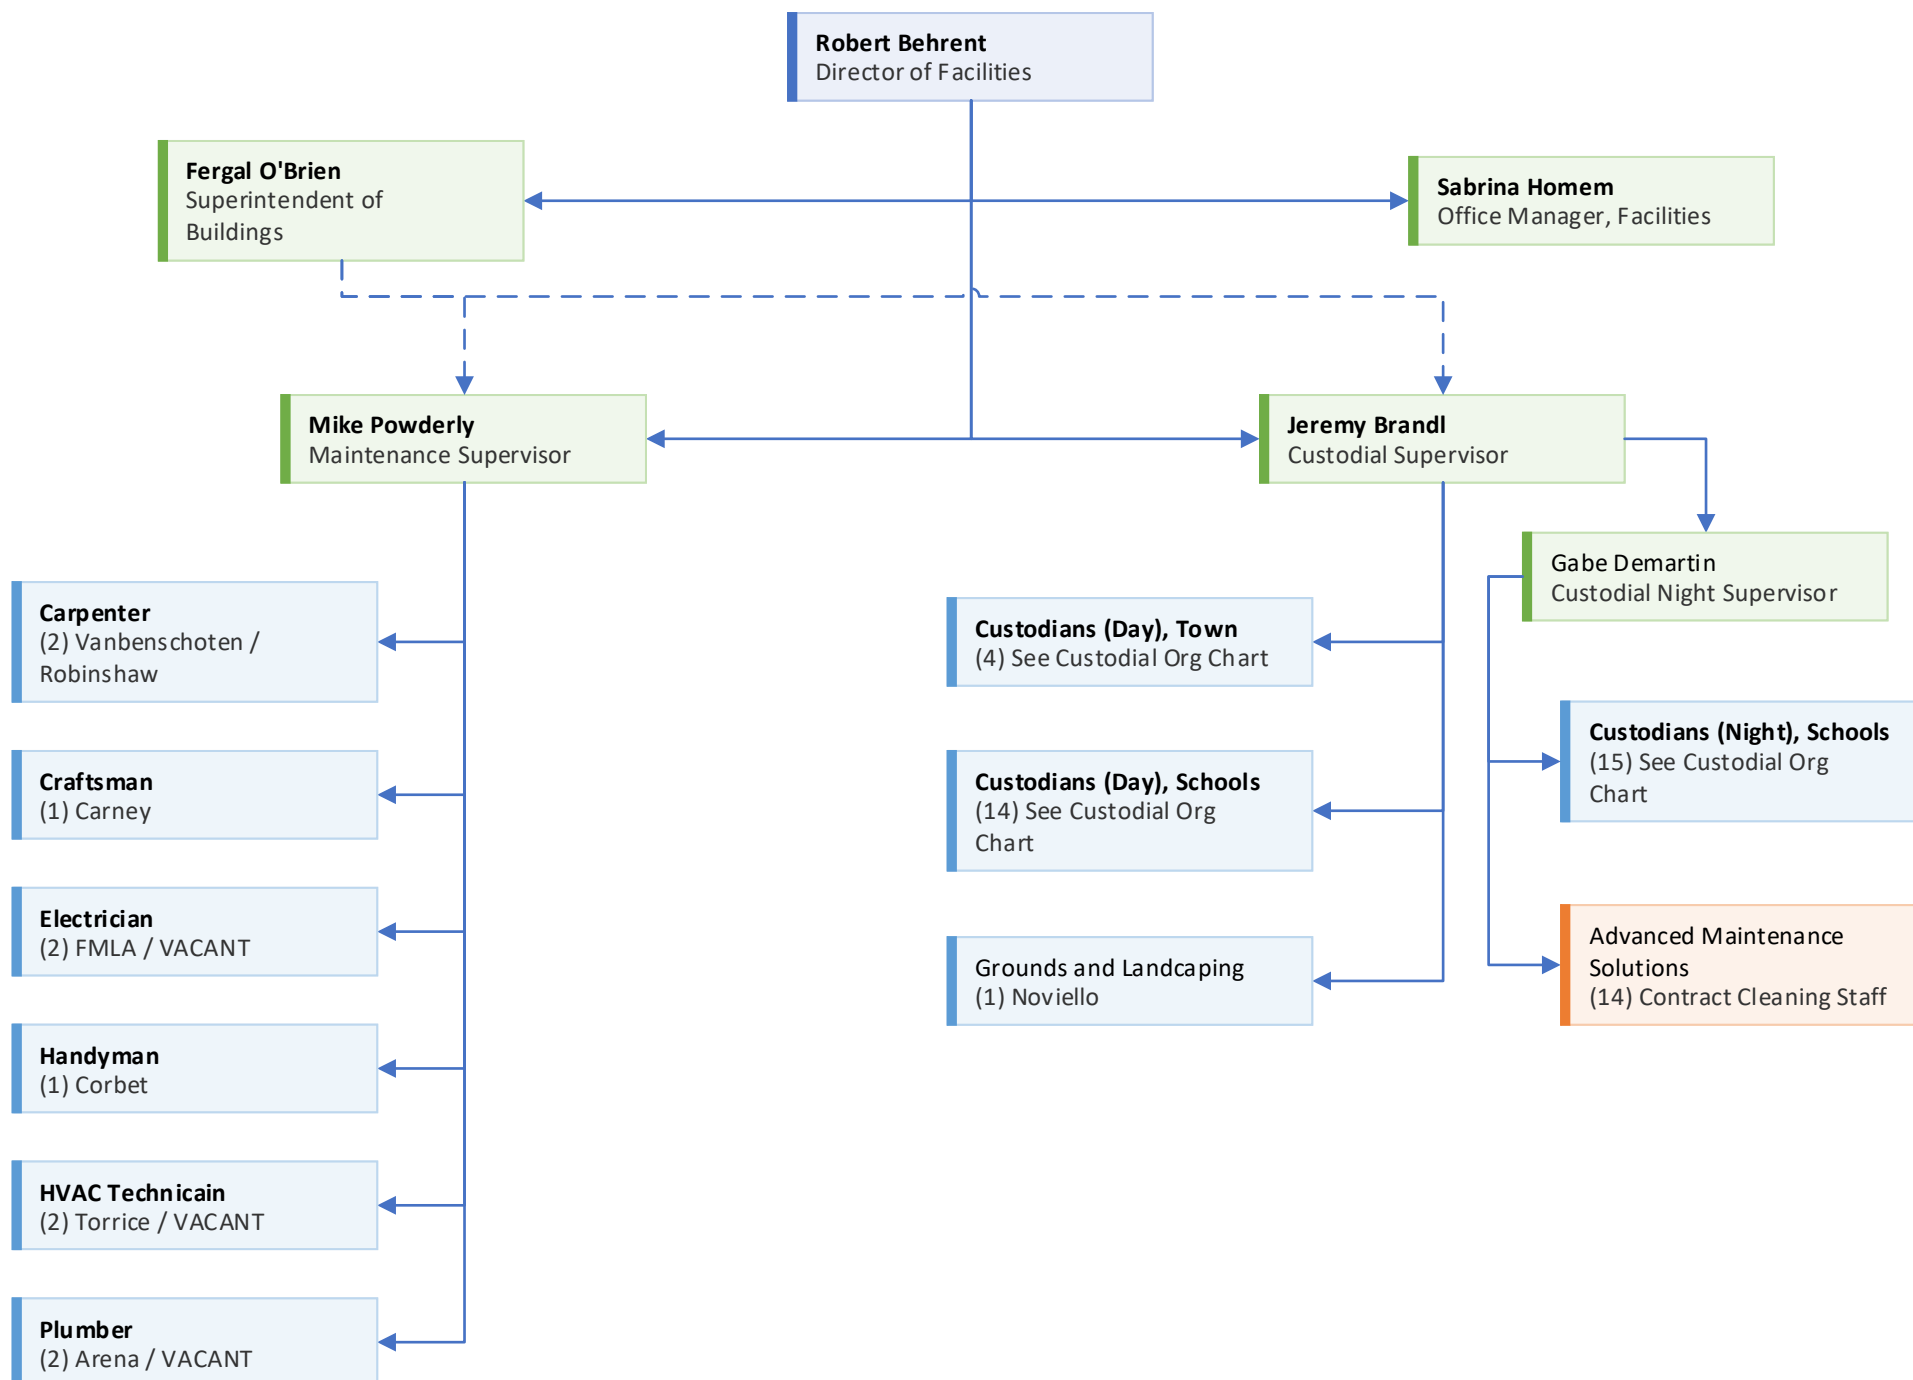 Robert Behrent
Director of Facilities
Fergal O'Brien
Superintendent of
Buildings
Sabrina Homem
Office Manager, Facilities
Mike Powderly
Maintenance Supervisor
Jeremy Brandl
Custodial Supervisor
Gabe Demartin
Custodial Night Supervisor
Carpenter
(2) Vanbenschoten /
Robinshaw
Craftsman
(1) Carney
Electrician
(2) FMLA / VACANT
Handyman
(1) Corbet
HVAC Technicain
(2) Torrice / VACANT
Plumber
(2) Arena / VACANT
Custodians (Day), Town
(4) See Custodial Org Chart
Custodians (Day), Schools
(14) See Custodial Org
Chart
Grounds and Landcaping
(1) Noviello
Custodians (Night), Schools
(15) See Custodial Org
Chart
Advanced Maintenance
Solutions
(14) Contract Cleaning Staff